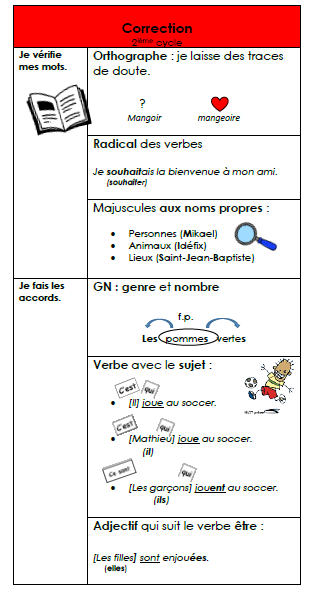 Correction
2ième cycle
Je vérifie mes mots.
Orthographe : je laisse des traces de doute.
?
Mangoir mangeoire
Radical des verbes
Je souhaitais la bienvenue à mon ami.
(souhaiter)
Majuscules aux noms propres :
• Personnes (Mikael)
• Animaux (Idéfix)
• Lieux (Saint-Jean-Baptiste)
Je fais les accords.
GN : genre et nombre
f.p.
Les pommes vertes
Verbe avec le sujet :
C'est qui
• [Il] joue au soccer.
C'est qui
• [Mathieu] joue au soccer.
(il)
Ce sont qui
• [Les garçons] jouent au soccer.
(ils)
Adjectif qui suit le verbe être :
[Les filles] sont enjouées.
(elles)